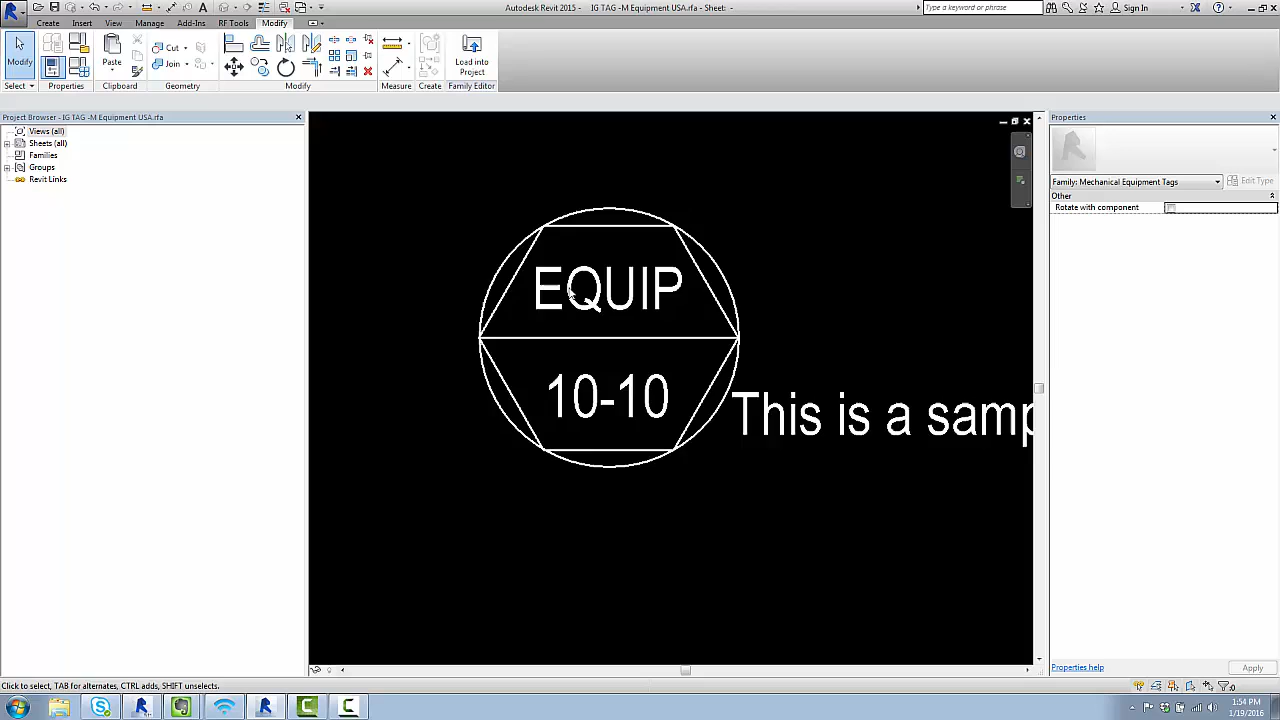 Autodesk Revit 2015 - IG TAG -M Equipment USA.rfa - Sheet: -
Type a keyword or phrase
Sign In
Create Insert View Manage Add-Ins RF Tools Modify
Modify
Paste
Cut
Join
Load into
Project
Select Properties Clipboard Geometry Modify Measure Create Family Editor
Project Browser - IG TAG -M Equipment USA.rfa
Views (all)
Sheets (all)
Families
Groups
Revit Links
EQUIP
10-10
This is a samp
Properties
Family: Mechanical Equipment Tags
Edit Type
Other
Rotate with component
Properties help
Apply
Click to select, TAB for alternates, CTRL adds, SHIFT unselects.
:0
1:54 PM
1/19/2016